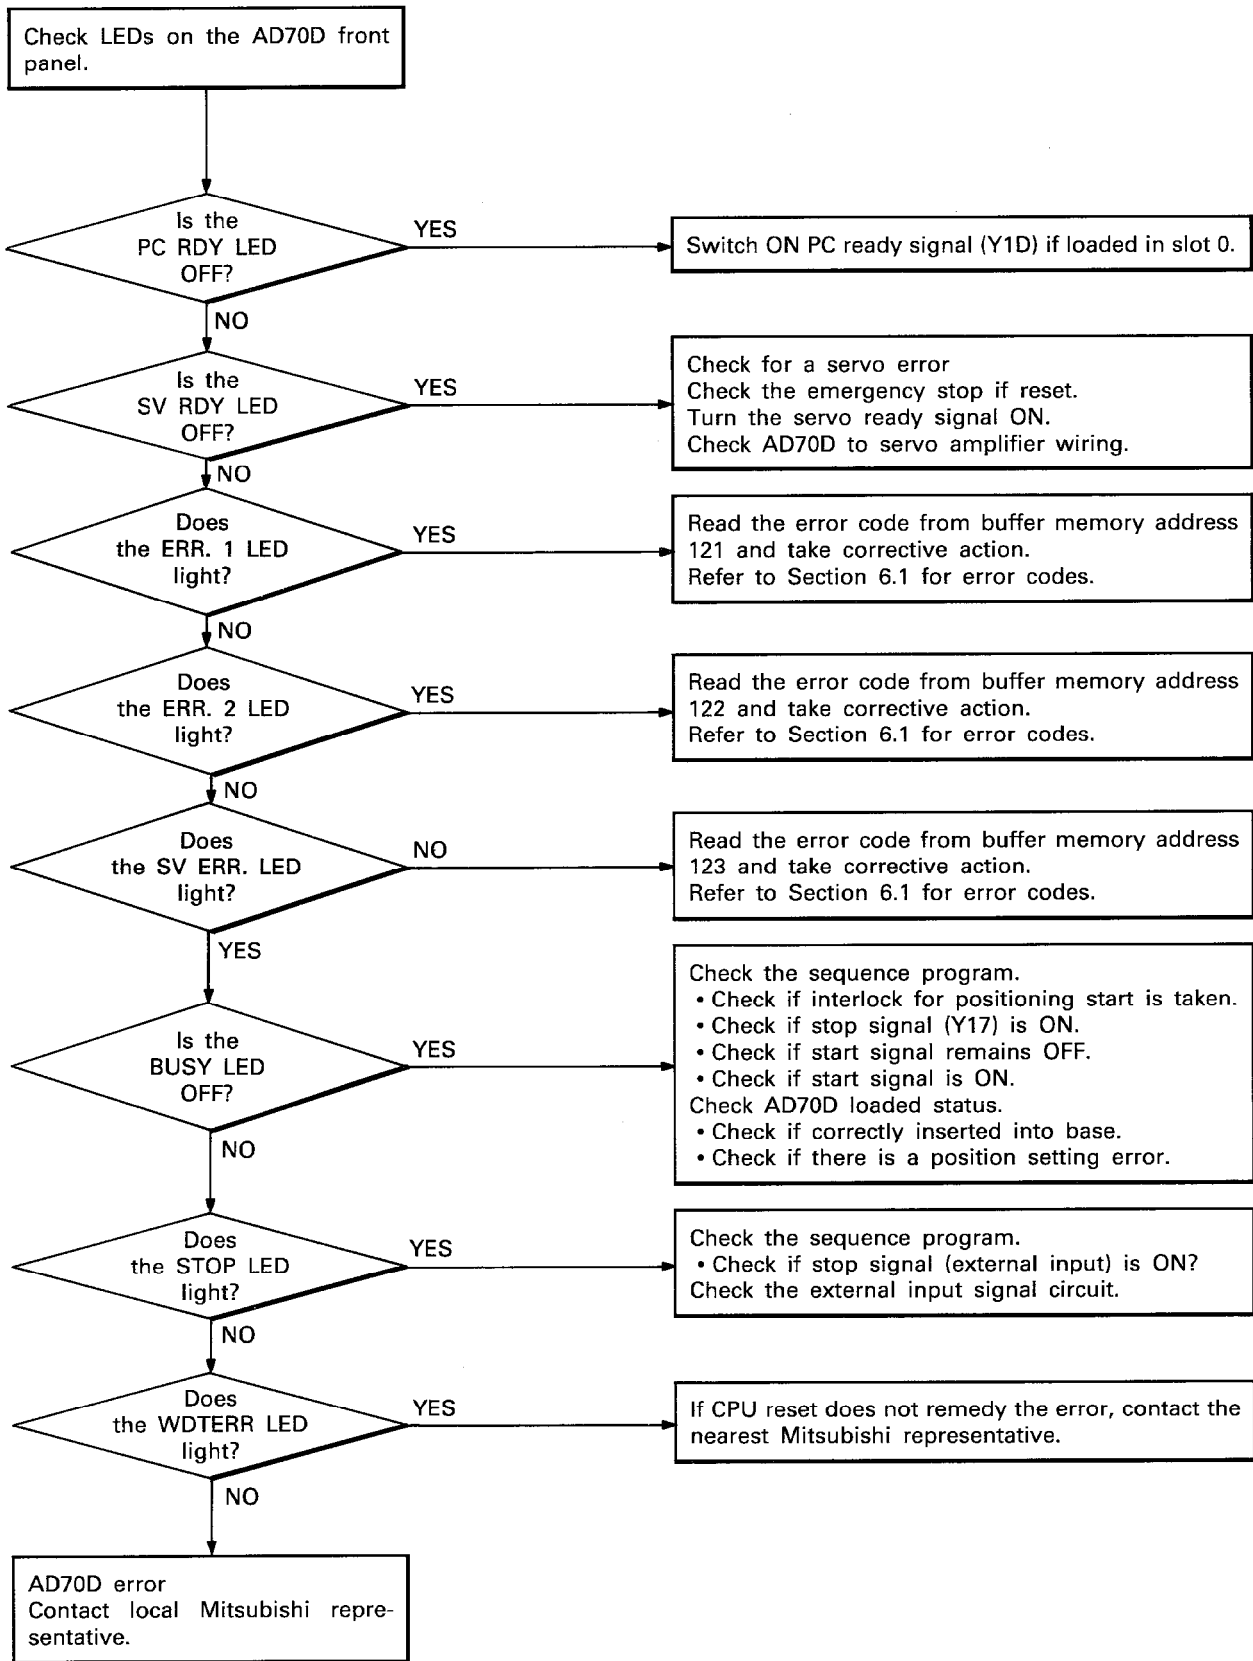 Check LEDs on the AD70D front
panel.
Is the
PC RDY LED
OFF?
YES
Switch ON PC ready signal (Y1D) if loaded in slot 0.
NO
Is the
SV RDY LED
OFF?
YES
Check for a servo error
Check the emergency stop if reset.
Turn the servo ready signal ON.
Check AD70D to servo amplifier wiring.
NO
Does
the ERR. 1 LED
light?
YES
Read the error code from buffer memory address
121 and take corrective action.
Refer to Section 6.1 for error codes.
NO
Does
the ERR. 2 LED
light?
YES
Read the error code from buffer memory address
122 and take corrective action.
Refer to Section 6.1 for error codes.
NO
Does
the SV ERR. LED
light?
NO
Read the error code from buffer memory address
123 and take corrective action.
Refer to Section 6.1 for error codes.
YES
Is the
BUSY LED
OFF?
YES
Check the sequence program.
• Check if interlock for positioning start is taken.
• Check if stop signal (Y17) is ON.
• Check if start signal remains OFF.
• Check if start signal is ON.
Check AD70D loaded status.
• Check if correctly inserted into base.
• Check if there is a position setting error.
NO
Does
the STOP LED
light?
YES
Check the sequence program.
• Check if stop signal (external input) is ON?
Check the external input signal circuit.
NO
Does
the WDTERR LED
light?
YES
If CPU reset does not remedy the error, contact the
nearest Mitsubishi representative.
NO
AD70D error
Contact local Mitsubishi repre-
sentative.